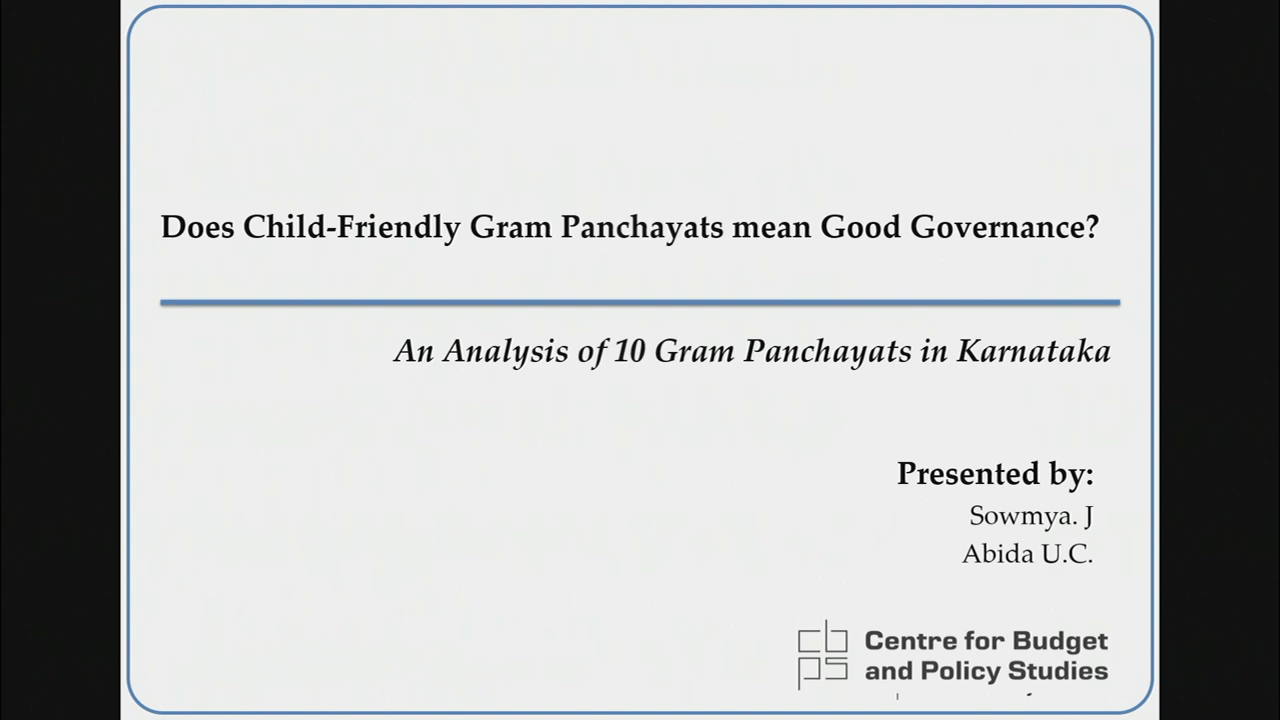 Does Child-Friendly Gram Panchayats mean Good Governance?
An Analysis of 10 Gram Panchayats in Karnataka
Presented by:
Sowmya. J
Abida U.C.
cb
ps
Centre for Budget
and Policy Studies